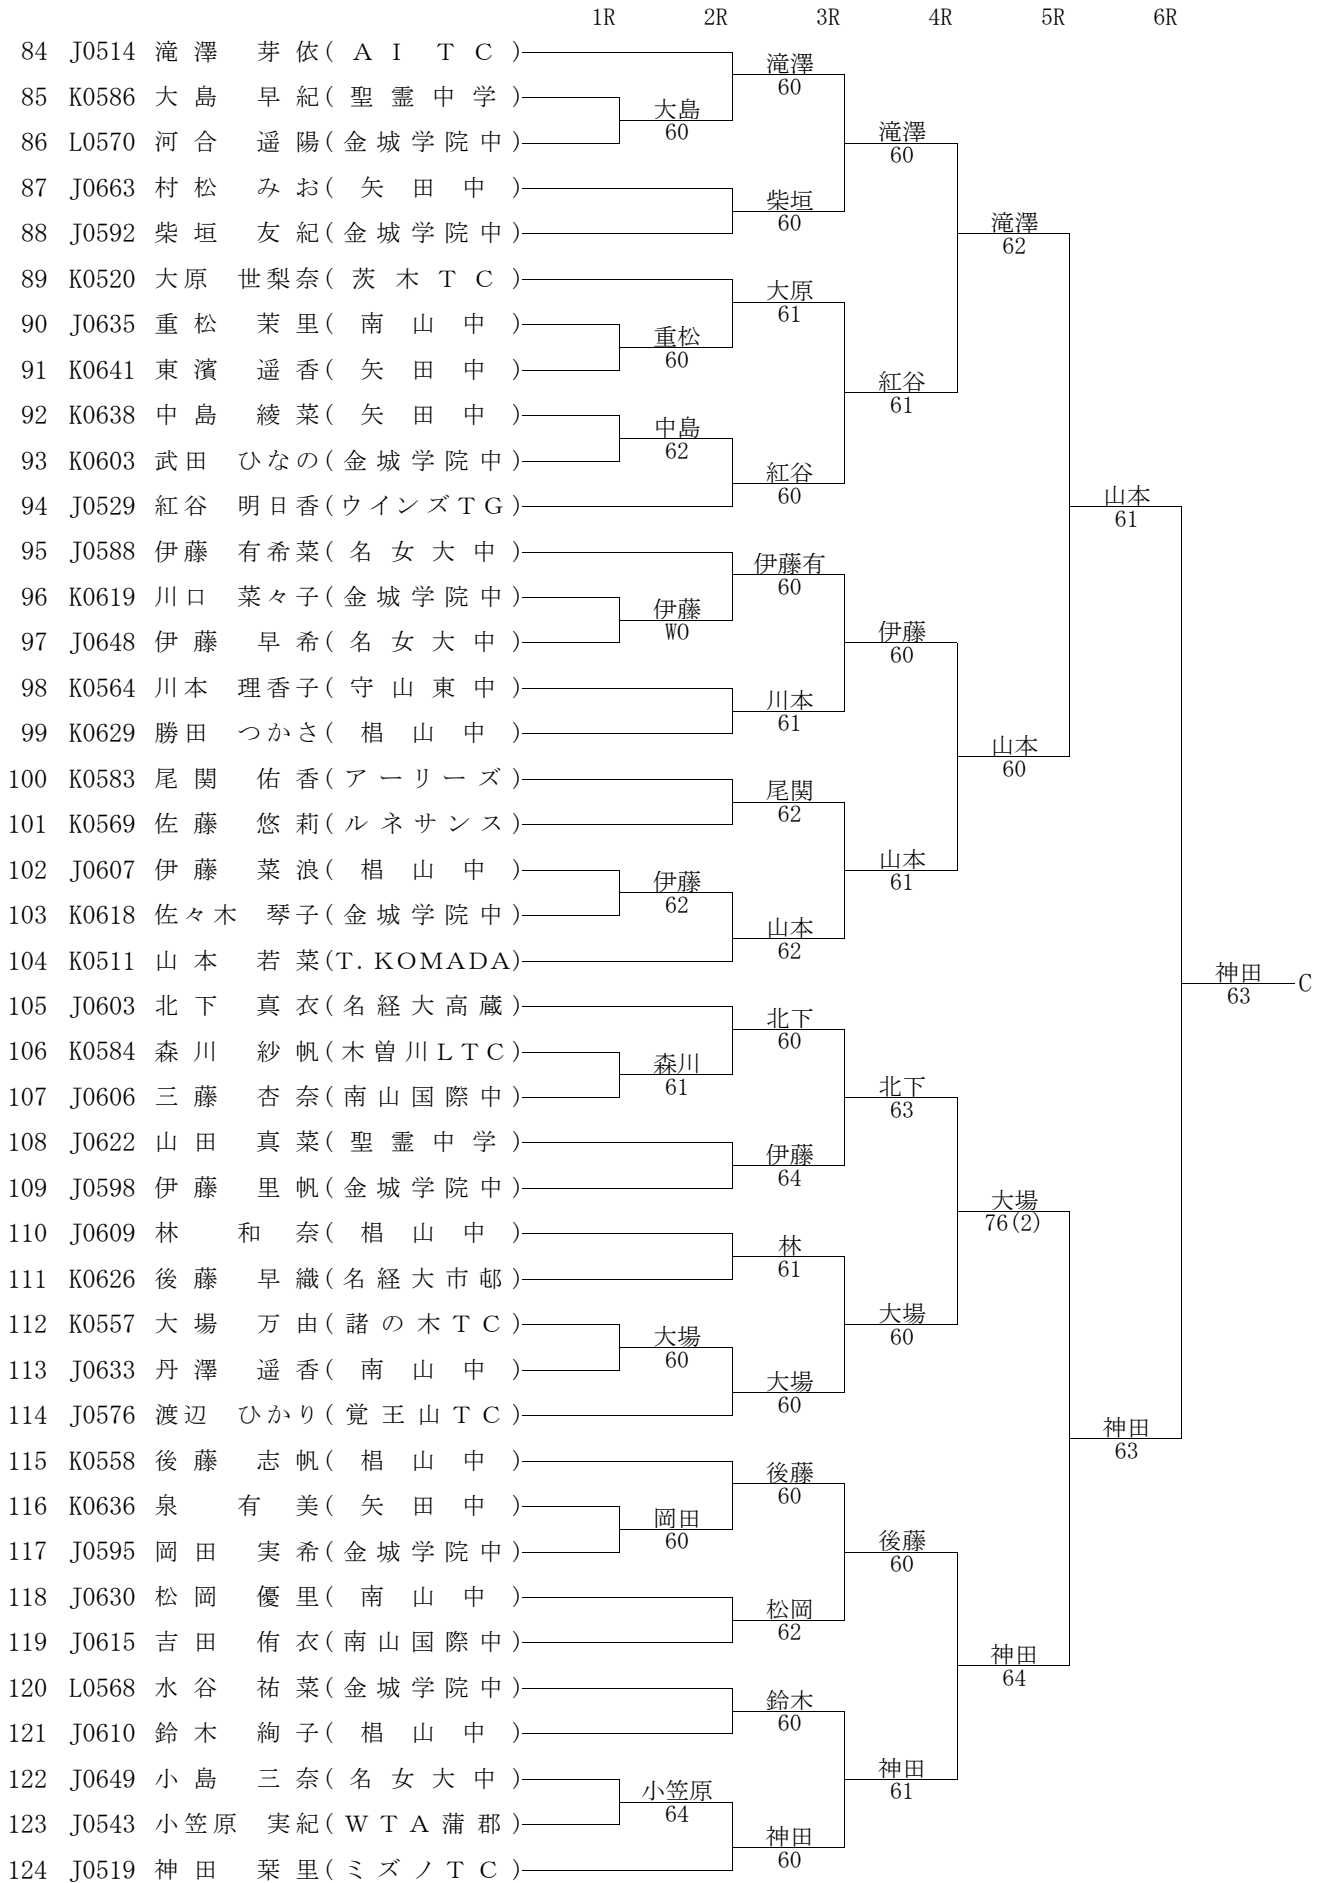 1R 2R 3R 4R 5R 6R
84 J0514 滝澤 芽依(AI TC)
滝澤
60
85 K0586 大島 早紀(聖霊中学)
大島
60
86 L0570 河合 遥陽(金城学院中)
滝澤
60
87 J0663 村松 みお(矢田中)
柴垣
60
88 J0592 柴垣 友紀(金城学院中)
滝澤
62
89 K0520 大原 世梨奈(茨木TC)
大原
61
90 J0635 重松 茉里(南山中)
重松
60
91 K0641 東濱 遥香(矢田中)
紅谷
61
92 K0638 中島 綾菜(矢田中)
中島
62
93 K0603 武田 ひなの(金城学院中)
紅谷
60
94 J0529 紅谷 明日香(ウインズTG)
山本
61
95 J0588 伊藤 有希菜(名女大中)
伊藤有
60
96 K0619 川口 菜々子(金城学院中)
伊藤
WO
97 J0648 伊藤 早希(名女大中)
伊藤
60
98 K0564 川本 理香子(守山東中)
川本
61
99 K0629 勝田 つかさ(椙山中)
山本
60
100 K0583 尾関 佑香(アーリーズ)
尾関
62
101 K0569 佐藤 悠莉(ルネサンス)
102 J0607 伊藤 菜浪(椙山中)
山本
61
伊藤
62
103 K0618 佐々木 琴子(金城学院中)
山本
62
104 K0511 山本 若菜(T.KOMADA)
神田
63
C
105 J0603 北下 真衣(名経大高蔵)
北下
60
106 K0584 森川 紗帆(木曽川LTC)
森川
61
107 J0606 三藤 杏奈(南山国際中)
北下
63
108 J0622 山田 真菜(聖霊中学)
伊藤
64
109 J0598 伊藤 里帆(金城学院中)
大場
76(2)
110 J0609 林 和奈(椙山中)
林
61
111 K0626 後藤 早織(名経大市邨)
112 K0557 大場 万由(諸の木TC)
大場
60
大場
60
113 J0633 丹澤 遥香(南山中)
大場
60
114 J0576 渡辺 ひかり(覚王山TC)
神田
63
115 K0558 後藤 志帆(椙山中)
後藤
60
116 K0636 泉 有美(矢田中)
岡田
60
117 J0595 岡田 実希(金城学院中)
後藤
60
118 J0630 松岡 優里(南山中)
松岡
62
119 J0615 吉田 侑衣(南山国際中)
神田
64
120 L0568 水谷 祐菜(金城学院中)
鈴木
60
121 J0610 鈴木 絢子(椙山中)
神田
61
122 J0649 小島 三奈(名女大中)
小笠原
64
123 J0543 小笠原 実紀(WTA蒲郡)
神田
60
124 J0519 神田 栞里(ミズノTC)